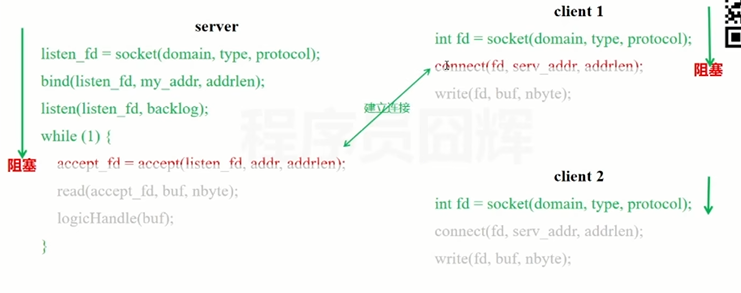 server
listen_fd = socket(domain, type, protocol);
bind(listen_fd, my_addr, addrlen);
listen(listen_fd, backlog);
while (1) {
阻塞
accept_fd = accept(listen_fd, addr, addrlen);
read(accept_fd, buf, nbyte);
logicHandle(buf);
}
建立连接
程序员囧辉
client 1
int fd = socket(domain, type, protocol);
connect(fd, serv_addr, addrlen);
阻塞
write(fd, buf, nbyte);
client 2
int fd = socket(domain, type, protocol);
connect(fd, serv_addr, addrlen);
write(fd, buf, nbyte);